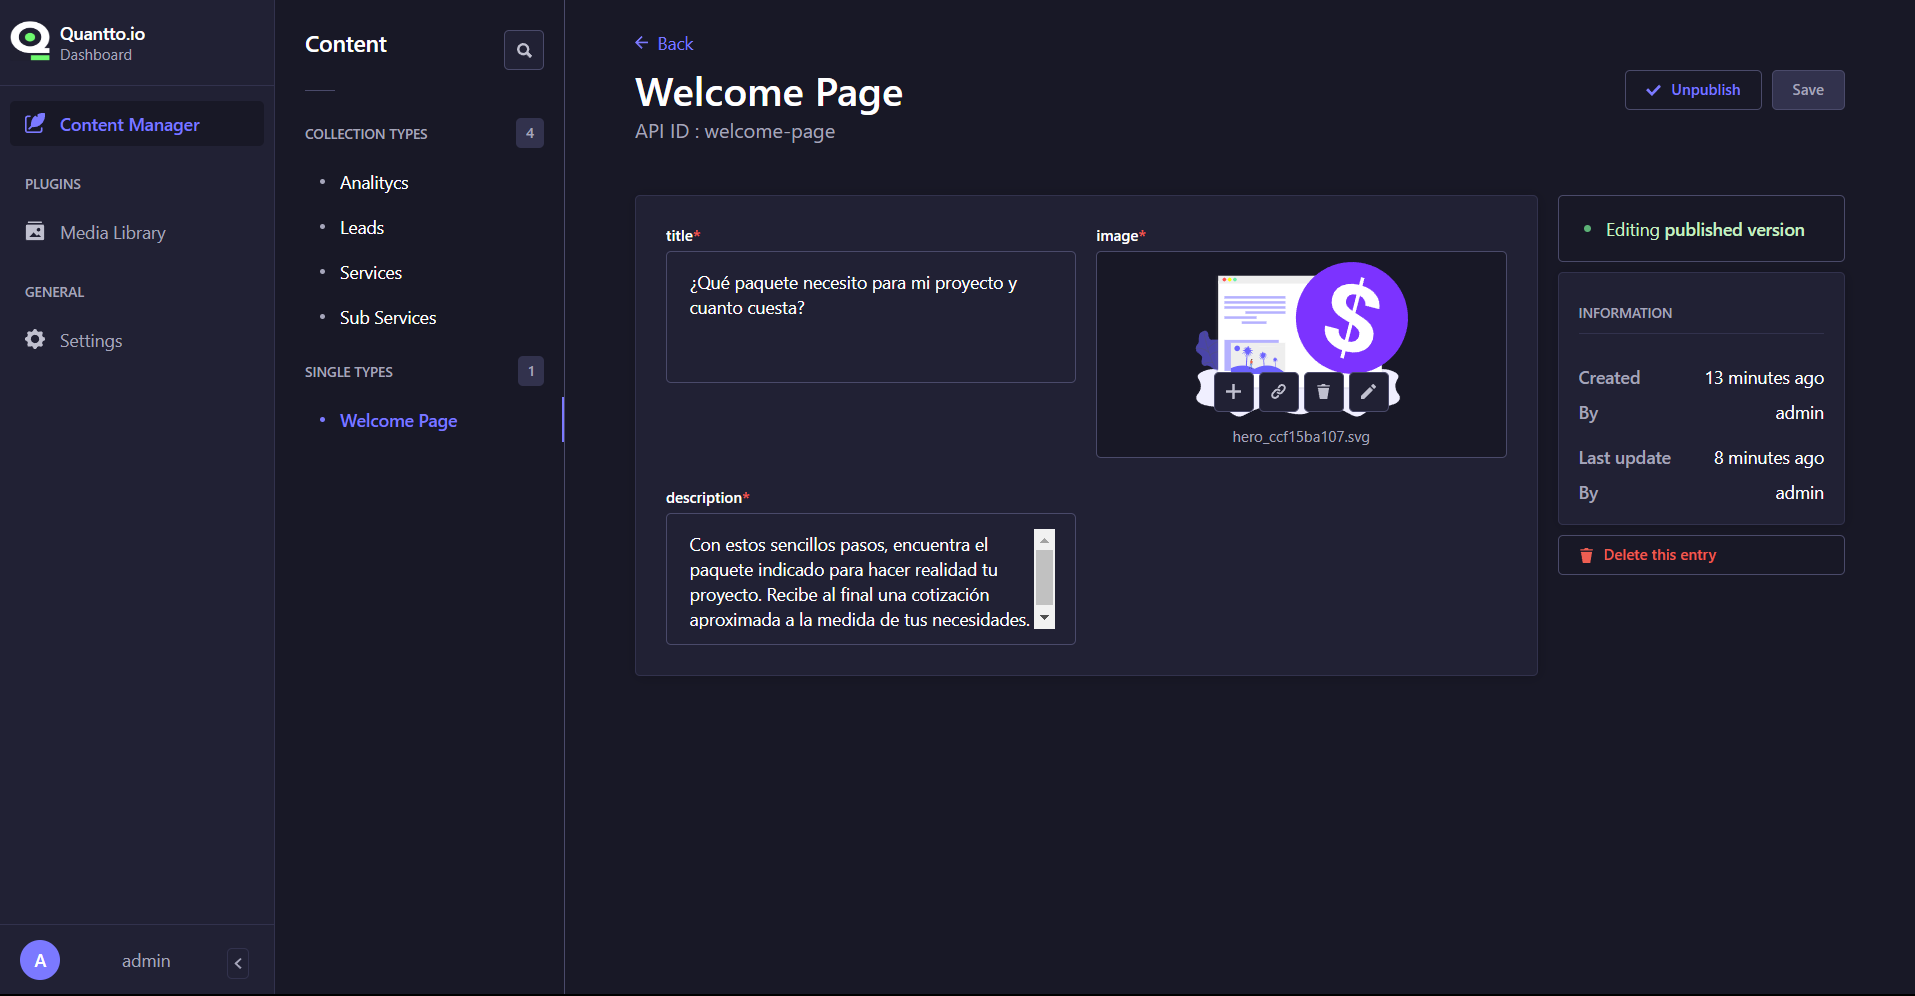 Quantto.io
Dashboard
Content Manager
PLUGINS
Media Library
GENERAL
Settings
A
admin
Content
COLLECTION TYPES
4
Analitycs
Leads
Services
Sub Services
SINGLE TYPES
1
Welcome Page
Back
Welcome Page
API ID : welcome-page
Unpublish
Save
title*
¿Qué paquete necesito para mi proyecto y
cuanto cuesta?
image*
$
hero_ccf15ba107.svg
description*
Con estos sencillos pasos, encuentra el
paquete indicado para hacer realidad tu
proyecto. Recibe al final una cotización
aproximada a la medida de tus necesidades.
Editing published version
INFORMATION
Created 13 minutes ago
By admin
Last update 8 minutes ago
By admin
Delete this entry